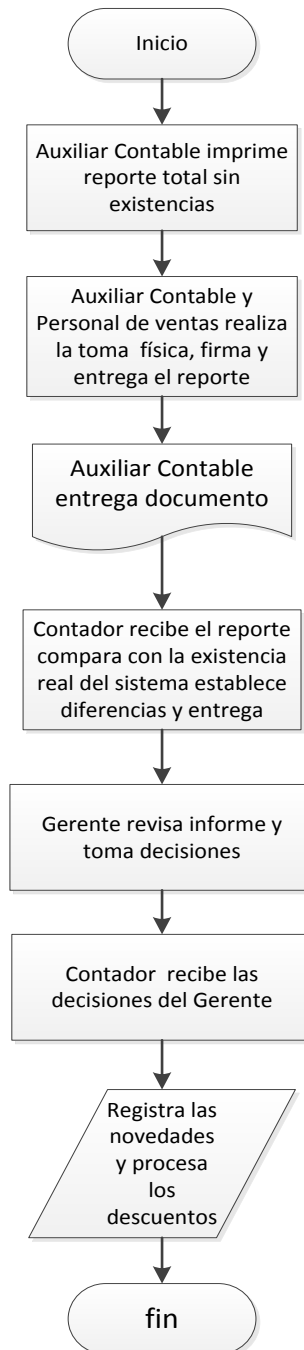 Inicio
Auxiliar Contable imprime
reporte total sin
existencias
Auxiliar Contable y
Personal de ventas realiza
la toma física, firma y
entrega el reporte
Auxiliar Contable
entrega documento
Contador recibe el reporte
compara con la existencia
real del sistema establece
diferencias y entrega
Gerente revisa informe y
toma decisiones
Contador recibe las
decisiones del Gerente
Registra las
novedades
y procesa
los
descuentos
fin